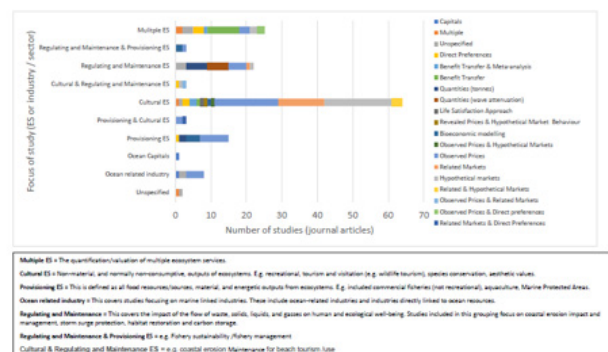 Focus of study (ES or industry / sector)
Multiple ES
Regulating and Maintenance & Provisioning ES
Regulating and Maintenance ES
Cultural & Regulating and Maintenance ES
Cultural ES
Provisioning & Cultural ES
Provisioning ES
Ocean Capitals
Ocean related industry
Unspecified
0 10 20 30 40 50 60 70
Number of studies (journal articles)
Capitals
Multiple
Unspecified
Direct Preferences
Benefit Transfer & Meta-analysis
Benefit Transfer
Quantities (tonnes)
Quantities (wave attenuation)
Life Satisfaction Approach
Revealed Prices & Hypothetical Market Behaviour
Bioeconomic modelling
Observed Prices & Hypothetical Markets
Observed Prices
Related Markets
Hypothetical markets
Related & Hypothetical Markets
Observed Prices & Related Markets
Observed Prices & Direct preferences
Related Markets & Direct Preferences
Multiple ES = The quantification/valuation of multiple ecosystem services.
Cultural ES = Non-material, and normally non-consumptive, outputs of ecosystems. E.g. recreational, tourism and visitation (e.g. wildlife tourism), species conservation, aesthetic values.
Provisioning ES = This is defined as all food resources/sources, material, and energetic outputs from ecosystems. E.g. included commercial fisheries (not recreational), aquaculture, Marine Protected Areas.
Ocean related industry = This covers studies focusing on marine linked industries. These include ocean-related industries and industries directly linked to ocean resources.
Regulating and Maintenance = This covers the impact of the flow of waste, solids, liquids, and gasses on human and ecological well-being. Studies included in this grouping focus on coastal erosion impact and
management, storm surge protection, habitat restoration and carbon storage.
Regulating and Maintenance & Provisioning ES = e.g. Fishery sustainability /fishery management
Cultural & Regulating and Maintenance ES = e.g. coastal erosion Maintenance for beach tourism /use